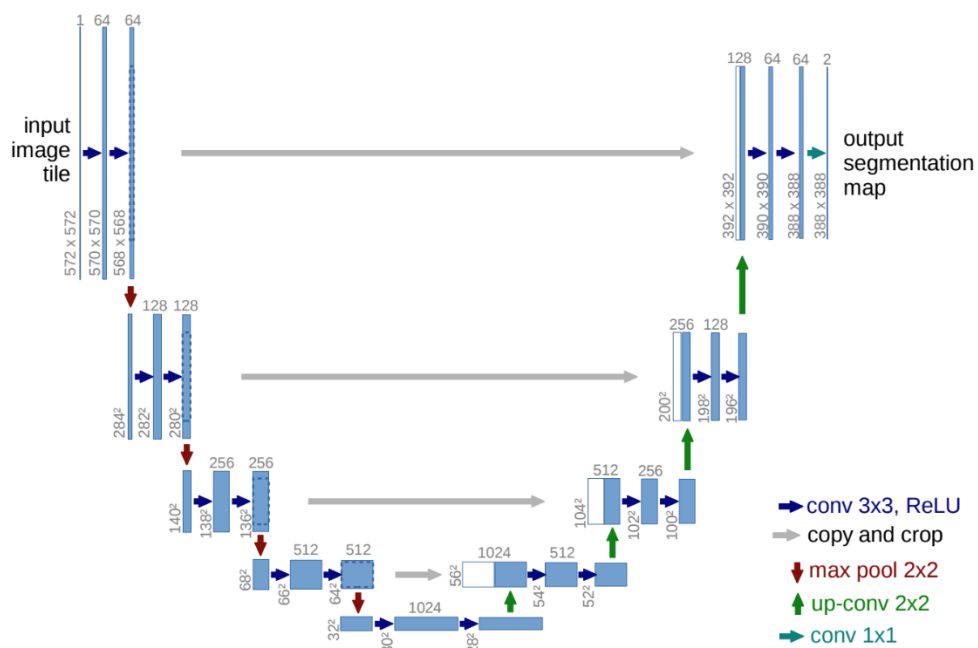 1 64 64
input
image
tile
572 x 572
570 x 570
568 x 568
128 64 64 2
output
segmentation
map
392 x 392
390 x 390
388 x 388
388 x 388
128 128
284²
282²
280²
256 128
200²
198²
196²
256 256
140²
138²
136²
512 256
104²
102²
100²
512 512
68²
66²
64²
1024 512
56²
54²
52²
1024
32²
30²
28²
conv 3x3, ReLU
copy and crop
max pool 2x2
up-conv 2x2
conv 1x1